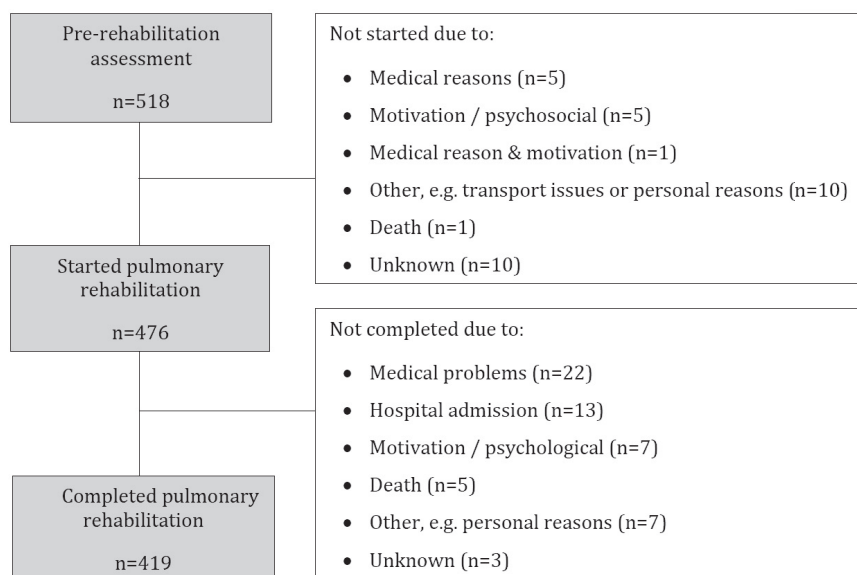 Pre-rehabilitation
assessment
n=518
Not started due to:
• Medical reasons (n=5)
• Motivation / psychosocial (n=5)
• Medical reason & motivation (n=1)
• Other, e.g. transport issues or personal reasons (n=10)
• Death (n=1)
• Unknown (n=10)
Started pulmonary
rehabilitation
n=476
Not completed due to:
• Medical problems (n=22)
• Hospital admission (n=13)
• Motivation / psychological (n=7)
• Death (n=5)
• Other, e.g. personal reasons (n=7)
• Unknown (n=3)
Completed pulmonary
rehabilitation
n=419